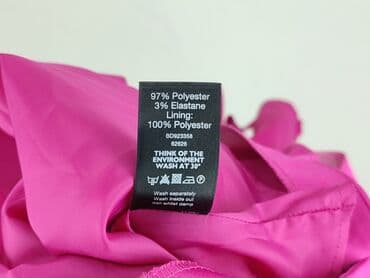 97% Polyester
3% Elastane
Lining:
100% Polyester
BD923358
62626
THINK OF THE
ENVIRONMENT
WASH AT 30°
Wash separately
Wash inside out